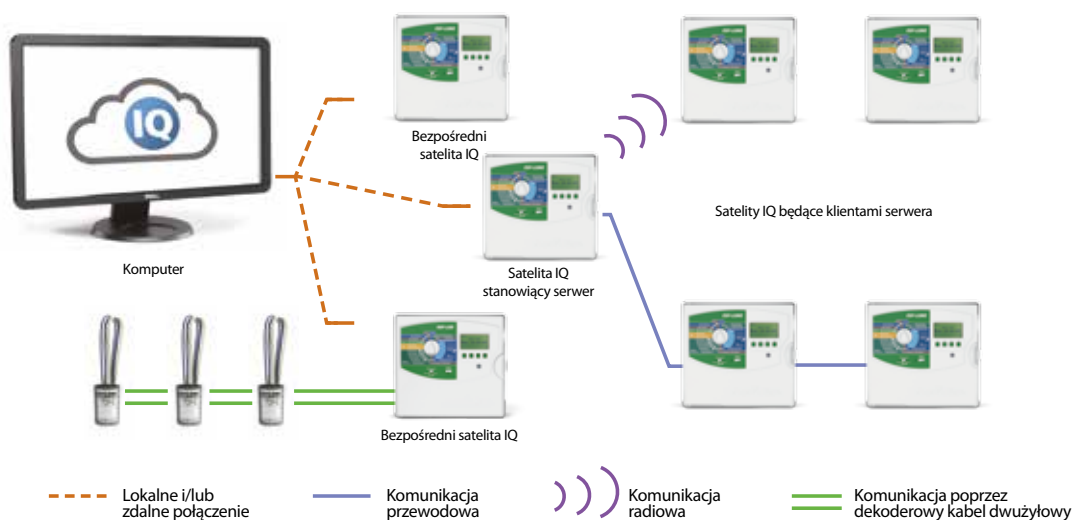 IQ
Bezpośredni
satelita IQ
Satelity IQ będące klientami serwera
Komputer
Satelita IQ
stanowiący serwer
Bezpośredni satelita IQ
Lokalne i/lub
zdalne połączenie
Komunikacja
przewodowa
Komunikacja
radiowa
Komunikacja poprzez
dekoderowy kabel dwużyłowy